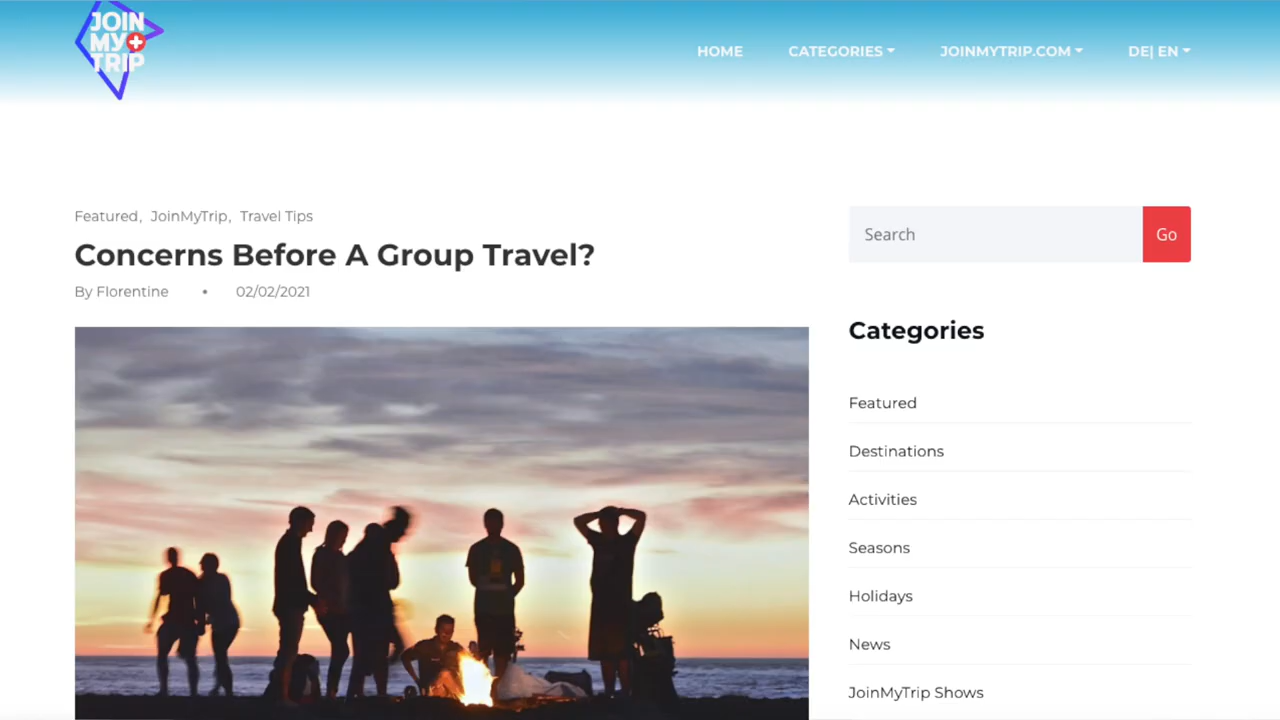 JOIN
MY
TRIP
HOME
CATEGORIES
JOINMYTRIP.COM
DE| EN
Featured, JoinMyTrip, Travel Tips
Concerns Before A Group Travel?
By Florentine • 02/02/2021
Search
Go
Categories
Featured
Destinations
Activities
Seasons
Holidays
News
JoinMyTrip Shows